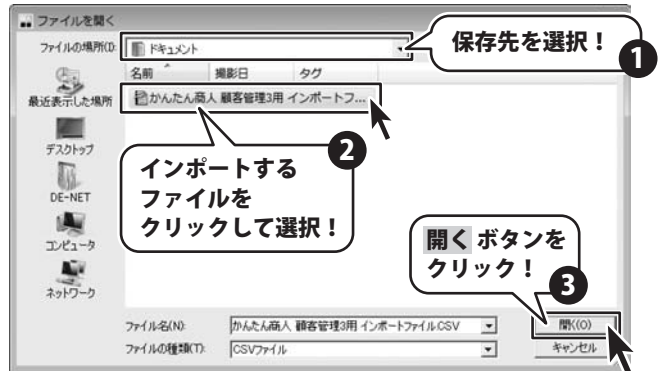 ファイルを開く
ファイルの場所(I):
ドキュメント
保存先を選択！
1
名前
撮影日
タグ
最近表示した場所
かんたん商人 顧客管理3用 インポートフ...
2
デスクトップ
インポートする
ファイルを
クリックして選択！
DE-NET
コンピュータ
開く ボタンを
クリック！
3
ネットワーク
ファイル名(N):
かんたん商人 顧客管理3用 インポートファイル.CSV
開く(O)
ファイルの種類(T):
CSVファイル
キャンセル